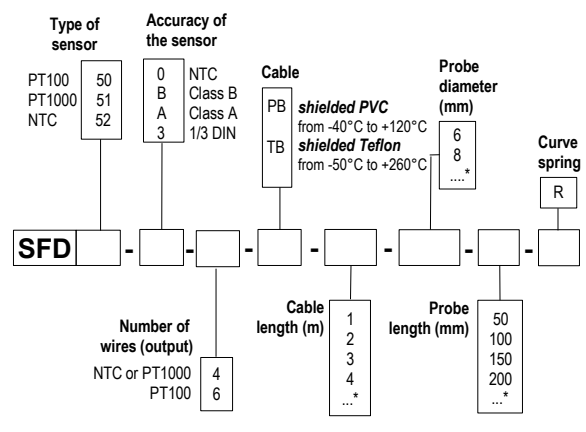 Type of
sensor
PT100 50
PT1000 51
NTC 52
Accuracy of
the sensor
0 NTC
B Class B
A Class A
3 1/3 DIN
Cable
PB shielded PVC
from -40°C to +120°C
TB shielded Teflon
from -50°C to +260°C
Probe
diameter
(mm)
6
8
....*
Curve
spring
R
SFD - - - - - - -
Number of
wires (output)
NTC or PT1000 4
PT100 6
Cable
length (m)
1
2
3
4
...*
Probe
length (mm)
50
100
150
200
...*